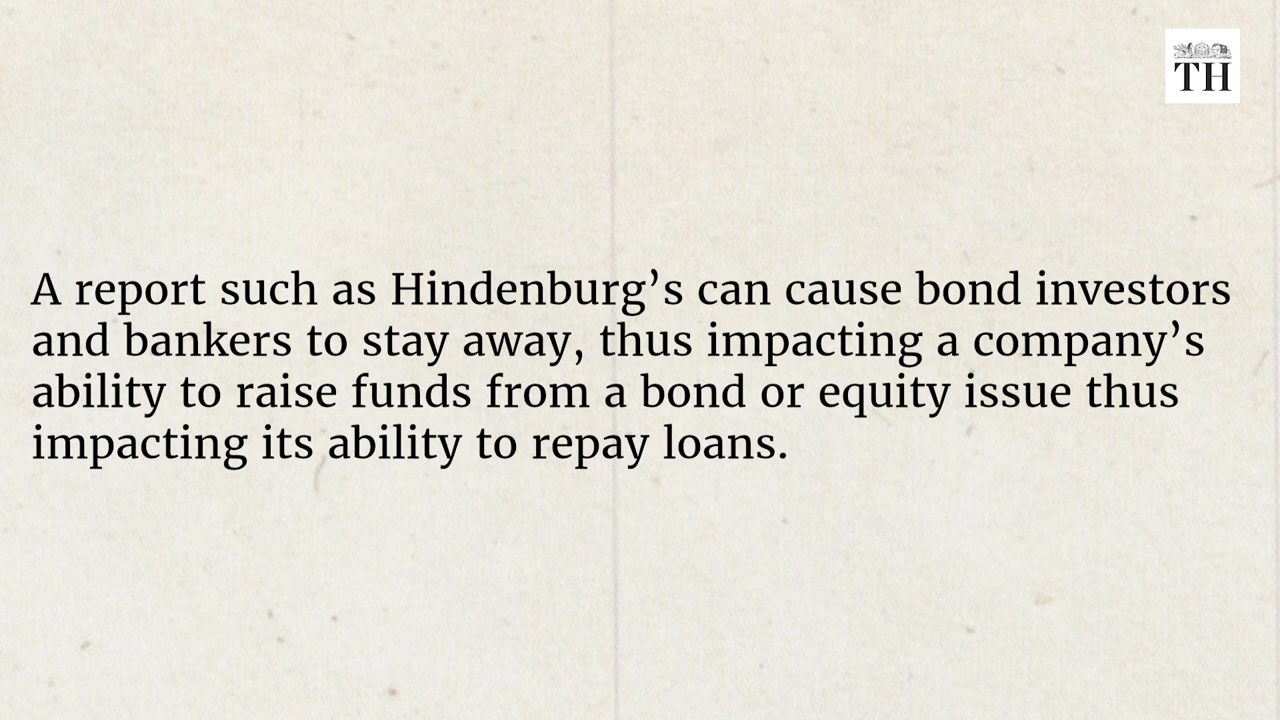 TH
A report such as Hindenburg’s can cause bond investors
and bankers to stay away, thus impacting a company’s
ability to raise funds from a bond or equity issue thus
impacting its ability to repay loans.